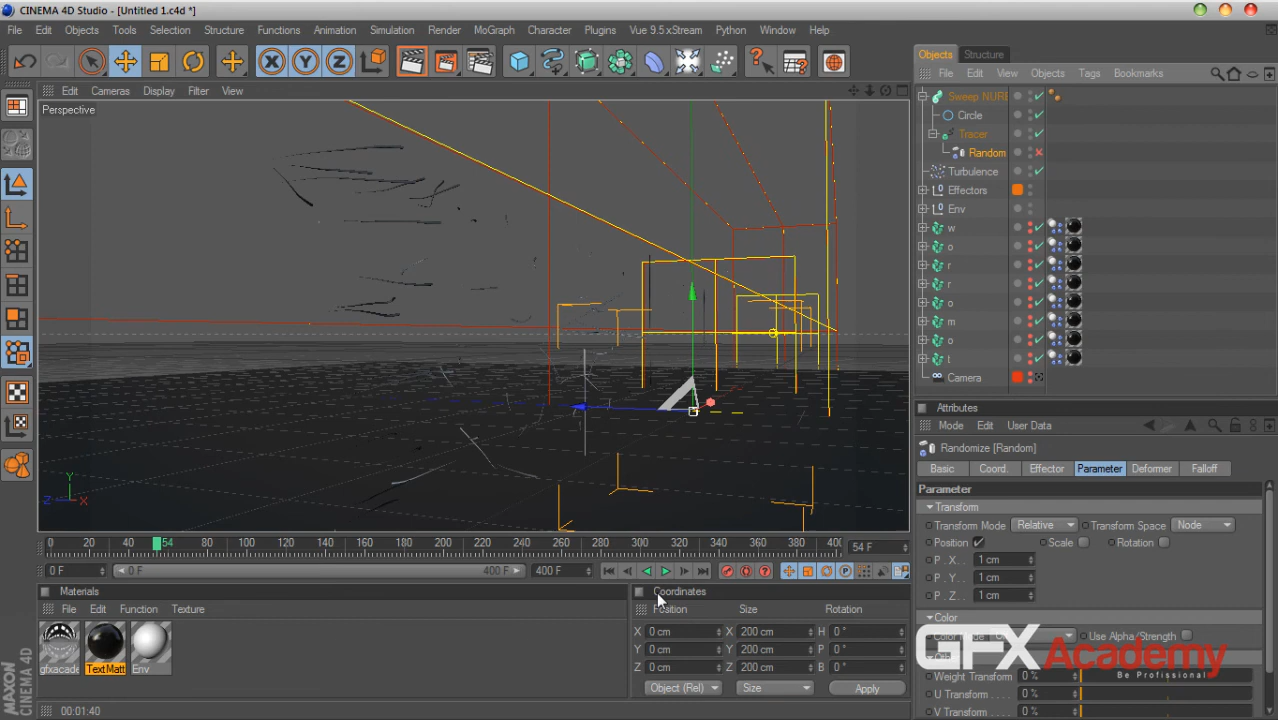 CINEMA 4D Studio - [Untitled 1.c4d *]
File Edit Objects Tools Selection Structure Functions Animation Simulation Render MoGraph Character Plugins Vue 9.5 xStream Python Window Help
Objects Structure
File Edit View Objects Tags Bookmarks
Edit Cameras Display Filter View
Perspective
Sweep NURB
Circle
Tracer
Random
Turbulence
Effectors
Env
w
o
r
r
o
m
o
t
Camera
Attributes
Mode Edit User Data
Randomize [Random]
Basic Coord. Effector Parameter Deformer Falloff
Parameter
Transform
Transform Mode Relative Transform Space Node
Position Scale Rotation
P . X . . 1 cm
P . Y . . 1 cm
P . Z . . 1 cm
Color
Use Alpha/Strength
Weight Transform 0 %
U Transform . . . . 0 %
V Transform . . . . 0 %
GFX Academy
Be Profissional
Y
Z X
0 20 40 54 80 100 120 140 160 180 200 220 240 260 280 300 320 340 360 380 400
54 F
0 F 0 F 400 F 400 F
Materials
File Edit Function Texture
gfxacade TextMatt Env
Coordinates
Position Size Rotation
X 0 cm X 200 cm H 0 °
Y 0 cm Y 200 cm P 0 °
Z 0 cm Z 200 cm B 0 °
Object (Rel) Size Apply
MAXON
CINEMA 4D
00:01:40